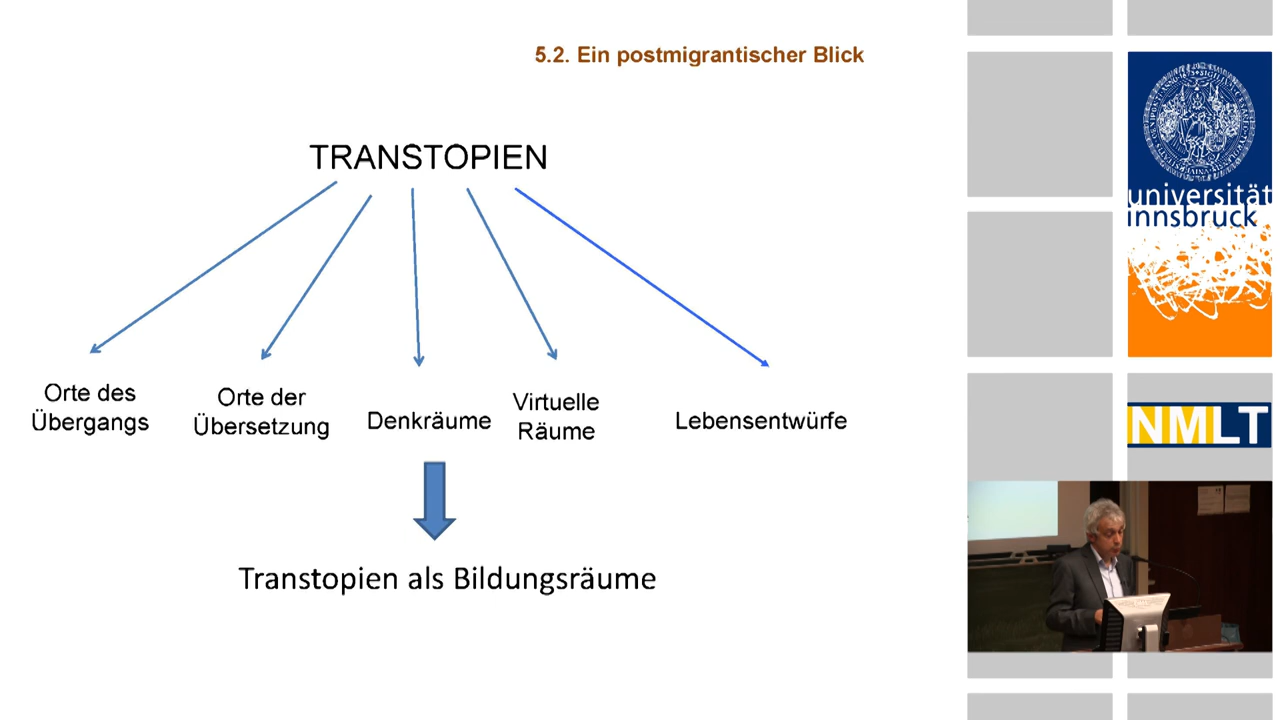 5.2. Ein postmigrantischer Blick
TRANSTOPIEN
Orte des
Übergangs
Orte der
Übersetzung
Denkräume
Virtuelle
Räume
Lebensentwürfe
Transtopien als Bildungsräume
universität
innsbruck
NMLT